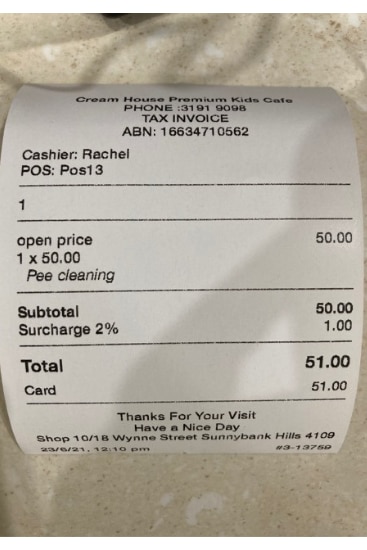 Cream House Premium Kids Cafe
PHONE :3191 9098
TAX INVOICE
ABN: 16634710562
Cashier: Rachel
POS: Pos13
1
open price 50.00
1 x 50.00
Pee cleaning
Subtotal 50.00
Surcharge 2% 1.00
Total 51.00
Card 51.00
Thanks For Your Visit
Have a Nice Day
Shop 10/18 Wynne Street Sunnybank Hills 4109
23/6/21, 12:10 pm #3-13759